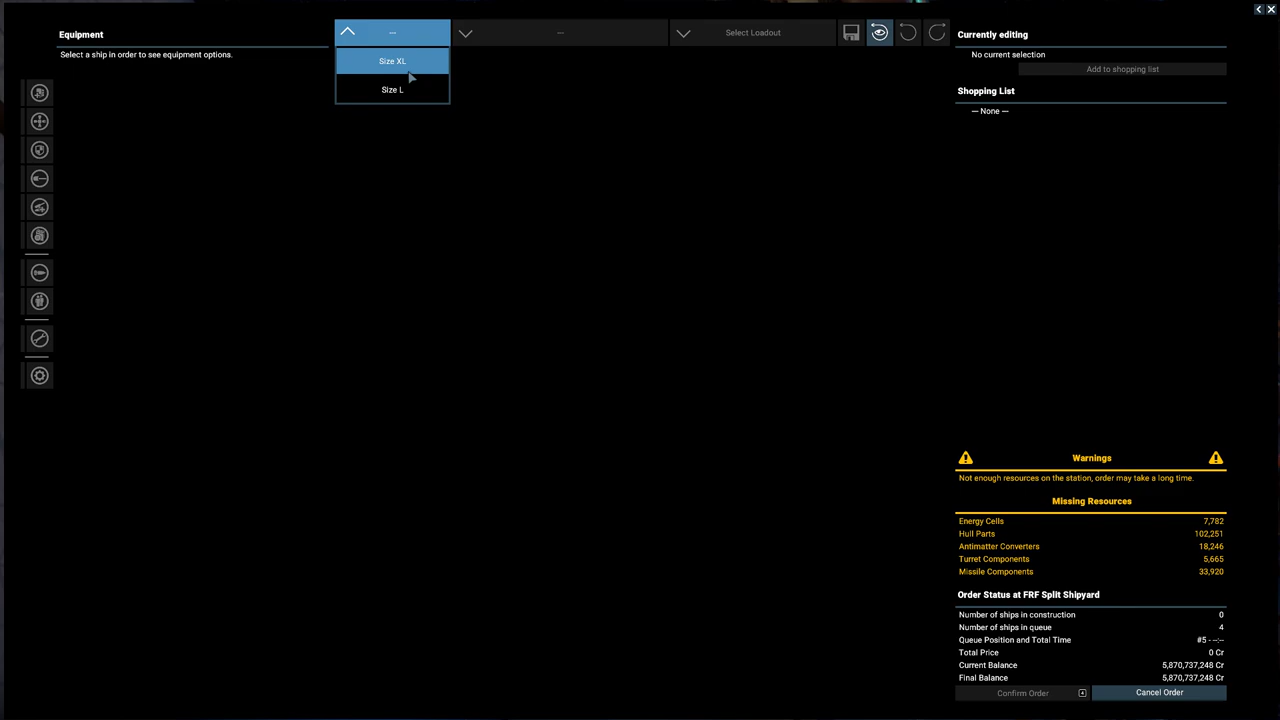 Equipment
Select a ship in order to see equipment options.
---
Size XL
Size L
---
Select Loadout
Currently editing
No current selection
Add to shopping list
Shopping List
--- None ---
Warnings
Not enough resources on the station, order may take a long time.
Missing Resources
Energy Cells 7,782
Hull Parts 102,251
Antimatter Converters 18,246
Turret Components 5,665
Missile Components 33,920
Order Status at FRF Split Shipyard
Number of ships in construction 0
Number of ships in queue 4
Queue Position and Total Time #5 - --:--
Total Price 0 Cr
Current Balance 5,870,737,248 Cr
Final Balance 5,870,737,248 Cr
Confirm Order
Cancel Order